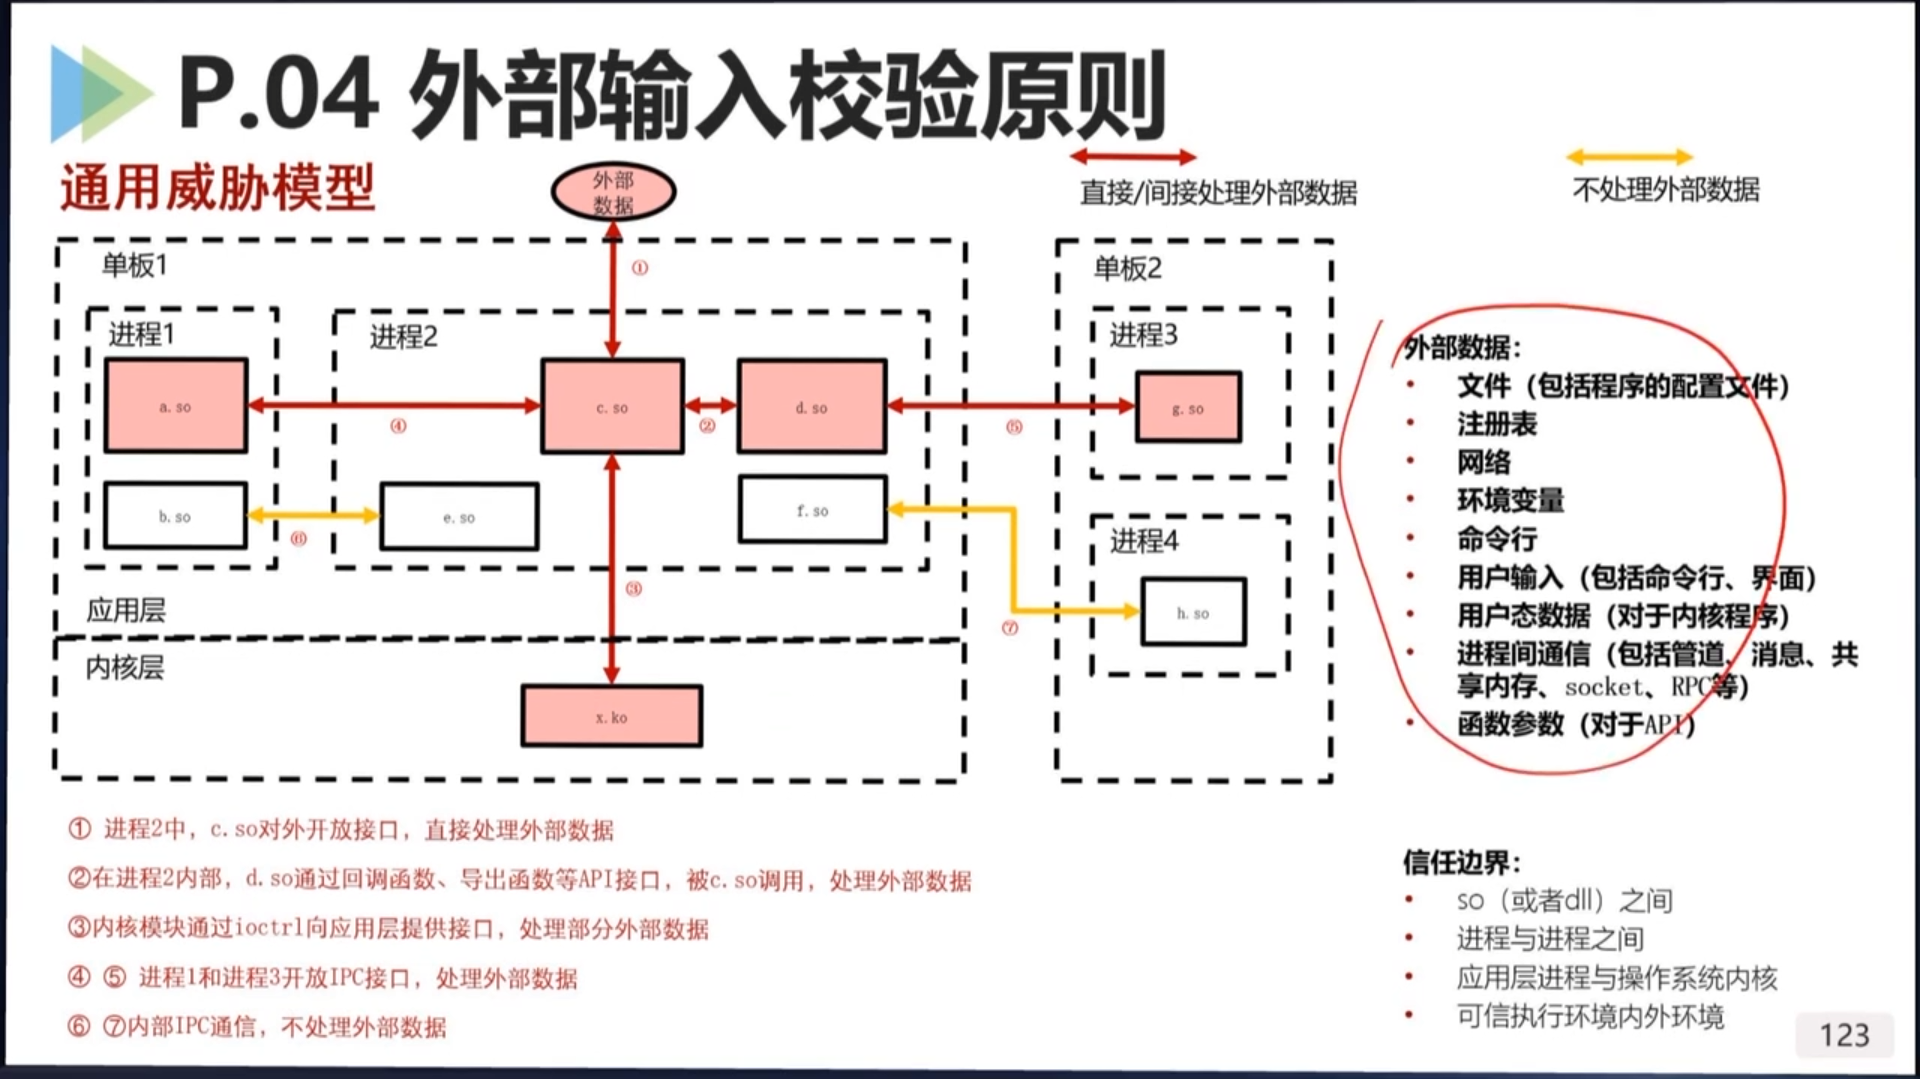 P.04 外部输入校验原则
通用威胁模型
外部
数据
直接/间接处理外部数据
不处理外部数据
单板1
①
进程1
进程2
a.so
c.so
d.so
④
②
b.so
e.so
f.so
⑥
③
应用层
内核层
x.ko
单板2
进程3
g.so
⑤
进程4
h.so
⑦
外部数据：
• 文件（包括程序的配置文件）
• 注册表
• 网络
• 环境变量
• 命令行
• 用户输入（包括命令行、界面）
• 用户态数据（对于内核程序）
• 进程间通信（包括管道、消息、共
享内存、socket、RPC等）
• 函数参数（对于API）
① 进程2中，c.so对外开放接口，直接处理外部数据
②在进程2内部，d.so通过回调函数、导出函数等API接口，被c.so调用，处理外部数据
③内核模块通过ioctrl向应用层提供接口，处理部分外部数据
④ ⑤ 进程1和进程3开放IPC接口，处理外部数据
⑥ ⑦内部IPC通信，不处理外部数据
信任边界：
• so（或者dll）之间
• 进程与进程之间
• 应用层进程与操作系统内核
• 可信执行环境内外环境
123